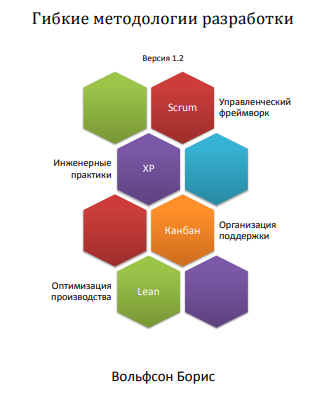 Гибкие методологии разработки
Версия 1.2
Scrum
Управленческий
фреймворк
Инженерные
практики
XP
Канбан
Организация
поддержки
Оптимизация
производства
Lean
Вольфсон Борис